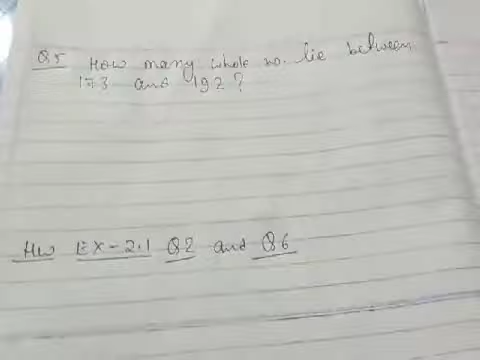 Q5 How many whole no. lie between
173 and 192?
HW EX-2.1 Q2 and Q6